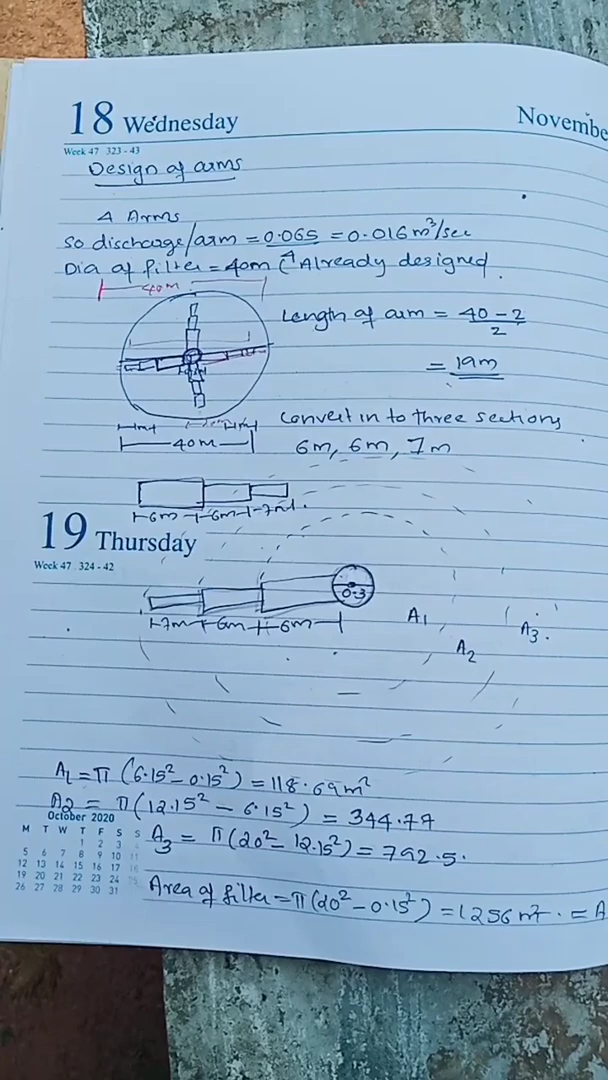 18 Wednesday
Novembe
Week 47 323 - 43
Design of arms
4 Arms
So discharge/arm = 0.065 = 0.016 m³/sec
4
Dia of filter = 40m (Already designed.
40m
Length of arm = 40 - 2
2
= 19m
1m 1m
40m
Convert in to three sections
6m, 6m, 7m
6m 6m 7m
19 Thursday
Week 47 324 - 42
0.3
7m 6m 6m
A1
A2
A3.
A1 = π (6.15² - 0.15²) = 118.69 m²
A2 = π (12.15² - 6.15²) = 344.77
October 2020
A3 = π (20² - 12.15²) = 792.5.
M T W T F S S
1 2 3 4
5 6 7 8 9 10 11
12 13 14 15 16 17
19 20 21 22 23 24
26 27 28 29 30 31
Area of filter = π (20² - 0.15²) = 1256 m². = A